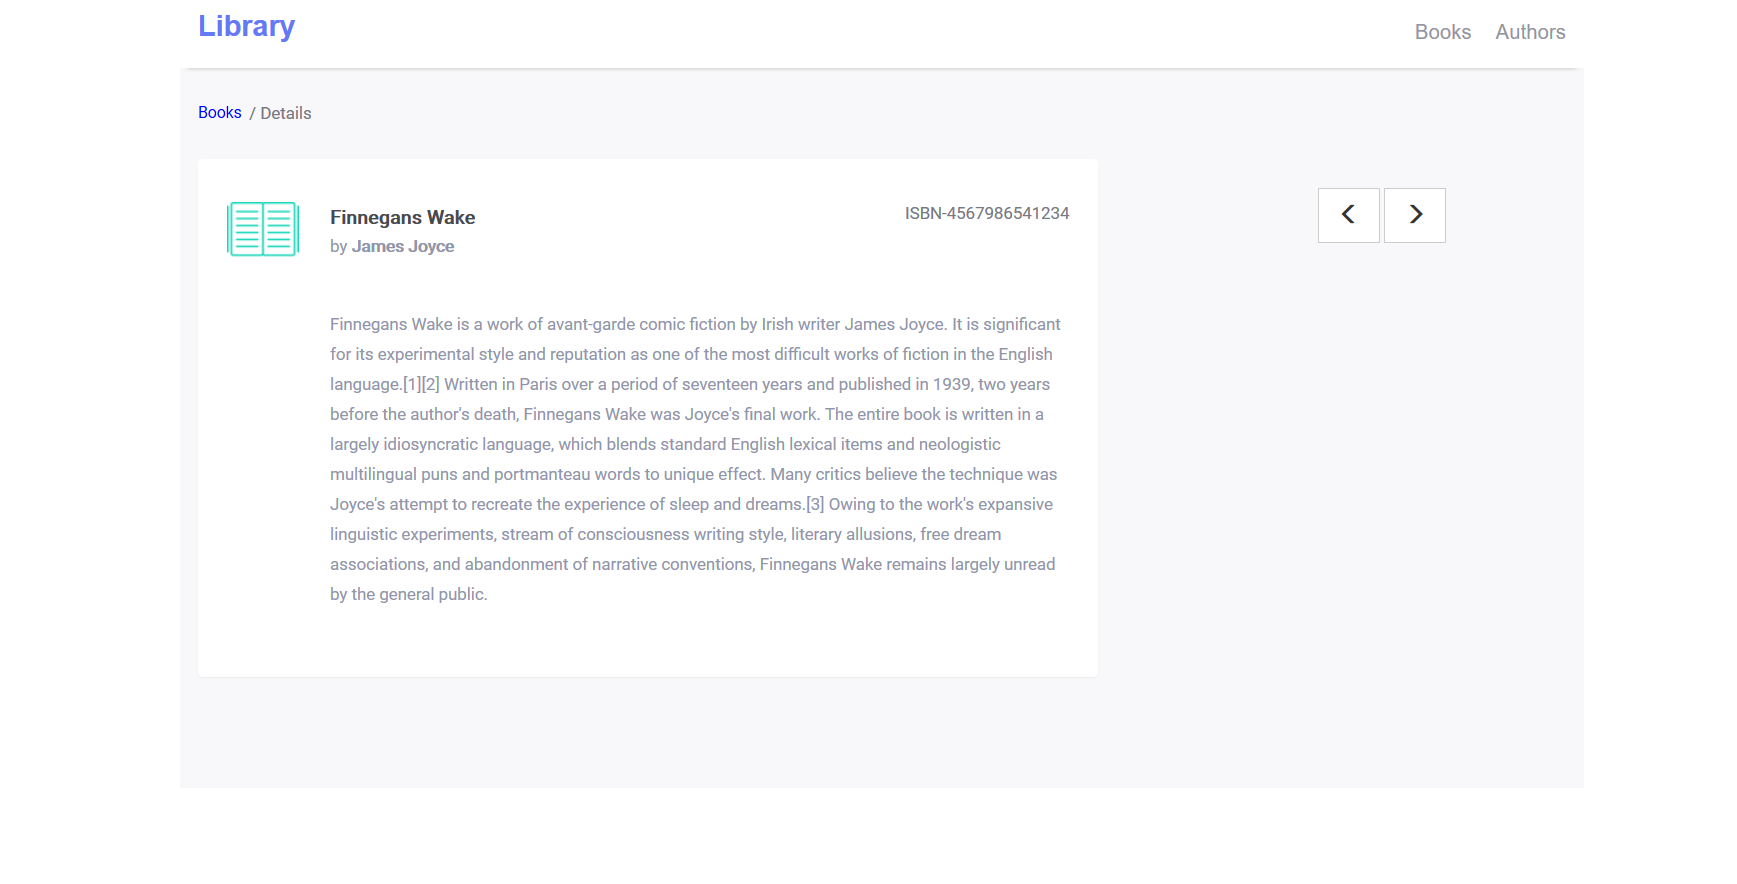 Library
Books Authors
Books / Details
Finnegans Wake
ISBN-4567986541234
by James Joyce
Finnegans Wake is a work of avant-garde comic fiction by Irish writer James Joyce. It is significant
for its experimental style and reputation as one of the most difficult works of fiction in the English
language.[1][2] Written in Paris over a period of seventeen years and published in 1939, two years
before the author's death, Finnegans Wake was Joyce's final work. The entire book is written in a
largely idiosyncratic language, which blends standard English lexical items and neologistic
multilingual puns and portmanteau words to unique effect. Many critics believe the technique was
Joyce's attempt to recreate the experience of sleep and dreams.[3] Owing to the work's expansive
linguistic experiments, stream of consciousness writing style, literary allusions, free dream
associations, and abandonment of narrative conventions, Finnegans Wake remains largely unread
by the general public.